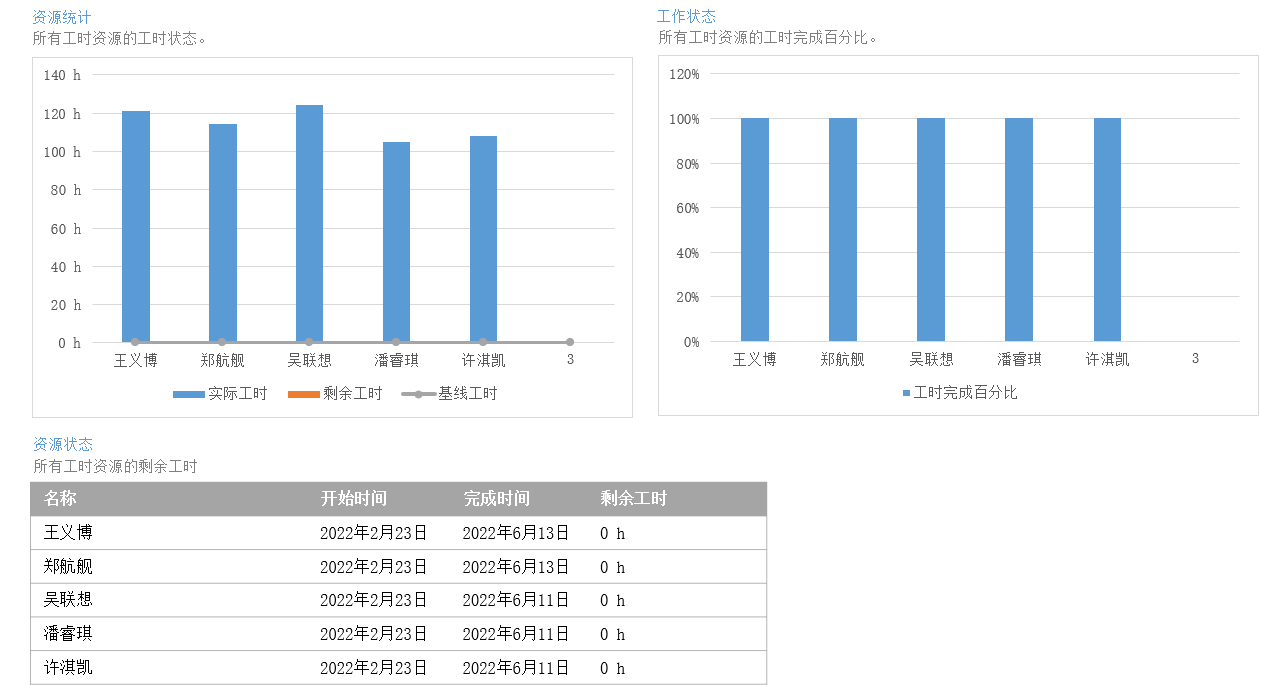 资源统计
所有工时资源的工时状态。
140 h
120 h
100 h
80 h
60 h
40 h
20 h
0 h
王义博 郑航舰 吴联想 潘睿琪 许淇凯 3
实际工时 剩余工时 基线工时
工作状态
所有工时资源的工时完成百分比。
120%
100%
80%
60%
40%
20%
0%
王义博 郑航舰 吴联想 潘睿琪 许淇凯 3
工时完成百分比
资源状态
所有工时资源的剩余工时
名称 开始时间 完成时间 剩余工时
王义博 2022年2月23日 2022年6月13日 0 h
郑航舰 2022年2月23日 2022年6月13日 0 h
吴联想 2022年2月23日 2022年6月11日 0 h
潘睿琪 2022年2月23日 2022年6月11日 0 h
许淇凯 2022年2月23日 2022年6月11日 0 h